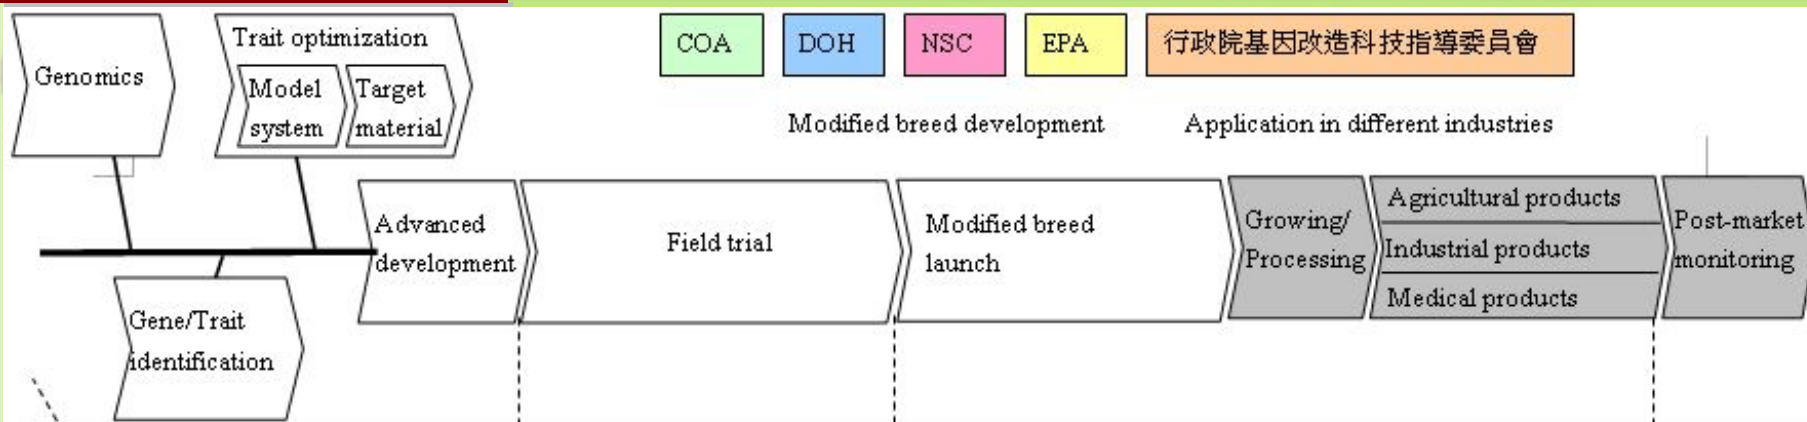 Genomics
Trait optimization
Model
system
Target
material
COA
DOH
NSC
EPA
行政院基因改造科技指導委員會
Modified breed development
Application in different industries
Advanced
development
Field trial
Modified breed
launch
Growing/
Processing
Agricultural products
Industrial products
Medical products
Post-market
monitoring
Gene/Trait
identification